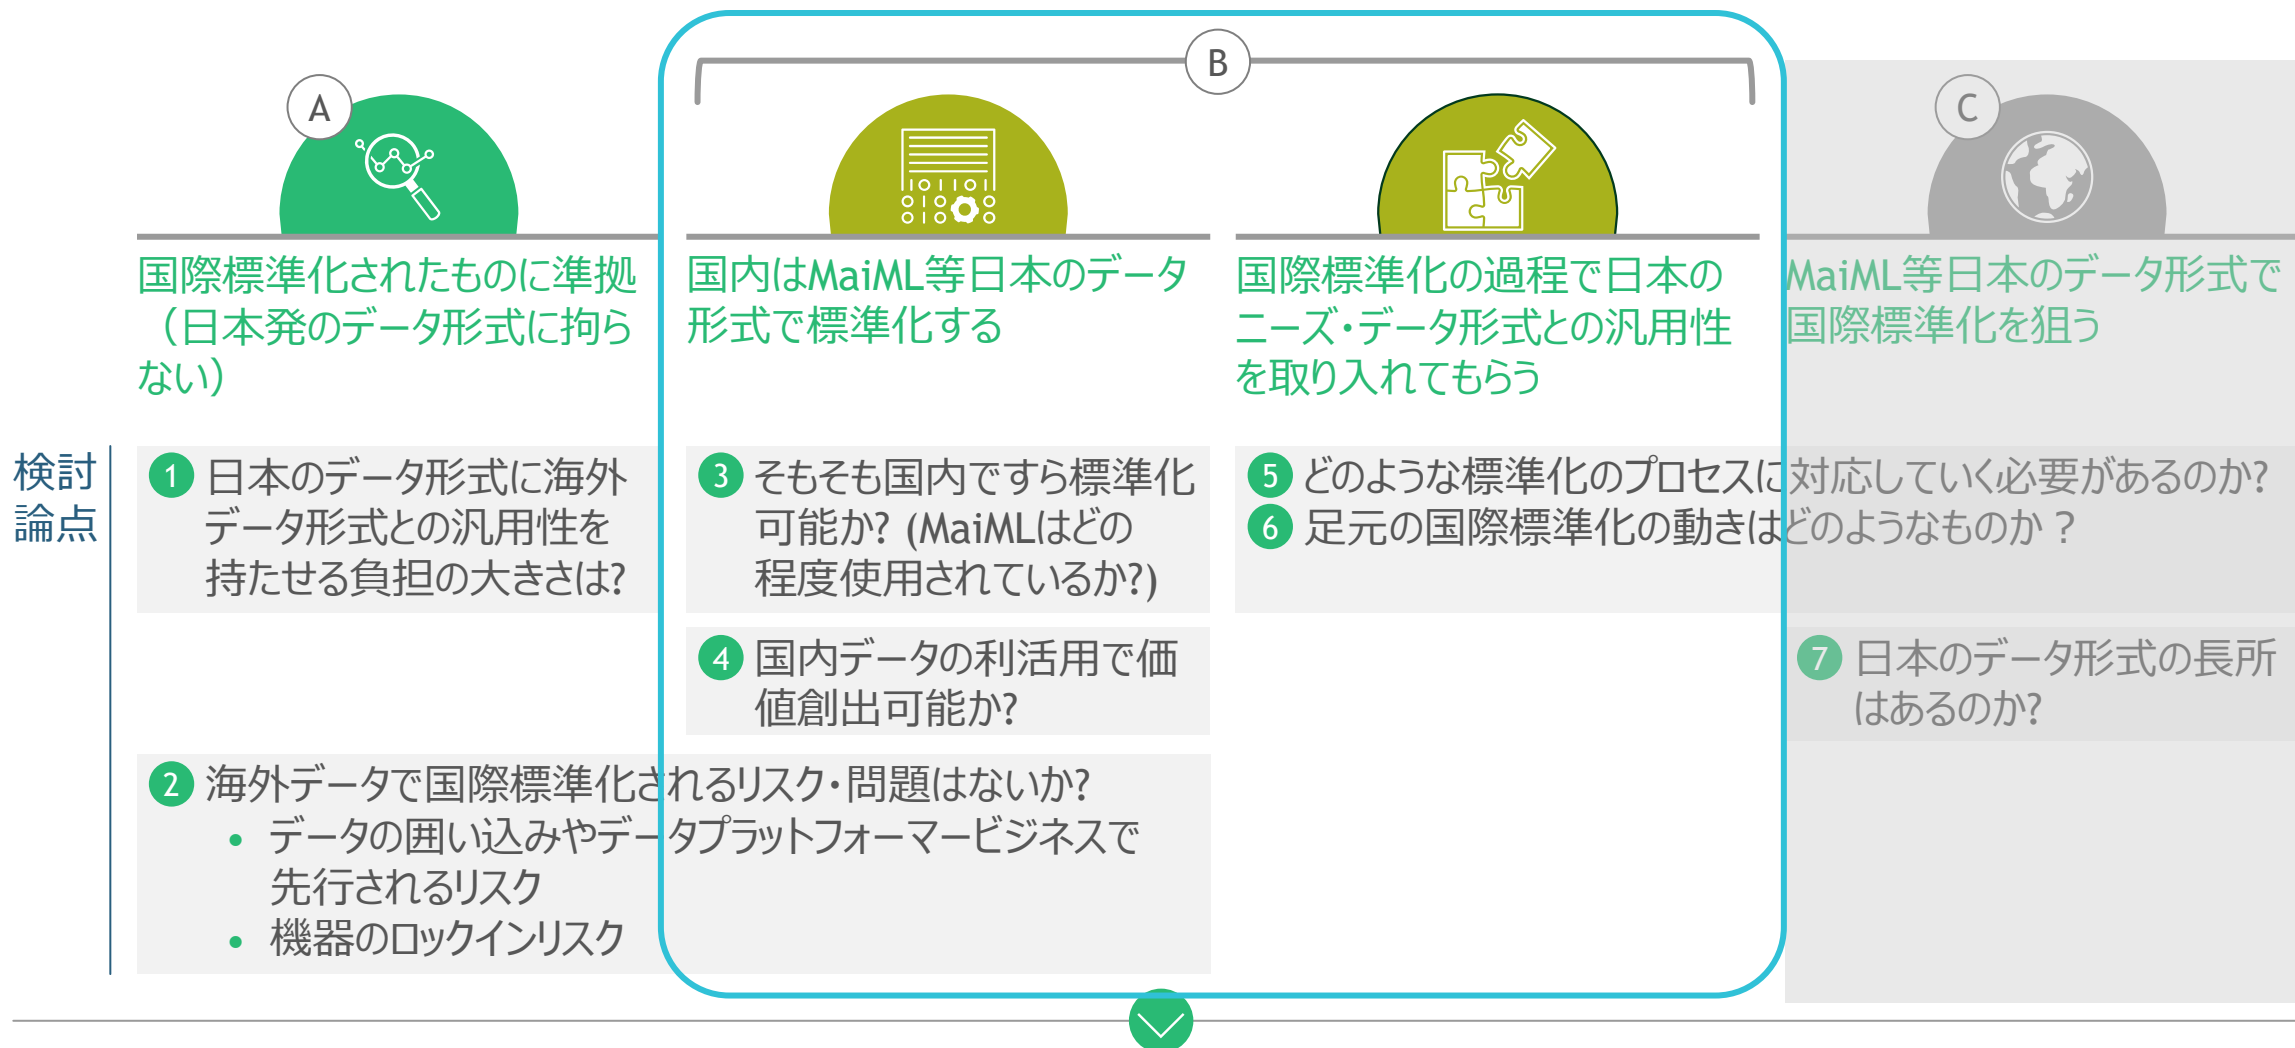 A
B
C
国際標準化されたものに準拠
（日本発のデータ形式に拘ら
ない）
国内はMaiML等日本のデータ
形式で標準化する
国際標準化の過程で日本の
ニーズ・データ形式との汎用性
を取り入れてもらう
MaiML等日本のデータ形式で
国際標準化を狙う
検討
論点
1 日本のデータ形式に海外
データ形式との汎用性を
持たせる負担の大きさは?
3 そもそも国内ですら標準化
可能か? (MaiMLはどの
程度使用されているか?)
5 どのような標準化のプロセスに対応していく必要があるのか?
6 足元の国際標準化の動きはどのようなものか？
4 国内データの利活用で価
値創出可能か?
7 日本のデータ形式の長所
はあるのか?
2 海外データで国際標準化されるリスク・問題はないか?
• データの囲い込みやデータプラットフォーマービジネスで
先行されるリスク
• 機器のロックインリスク